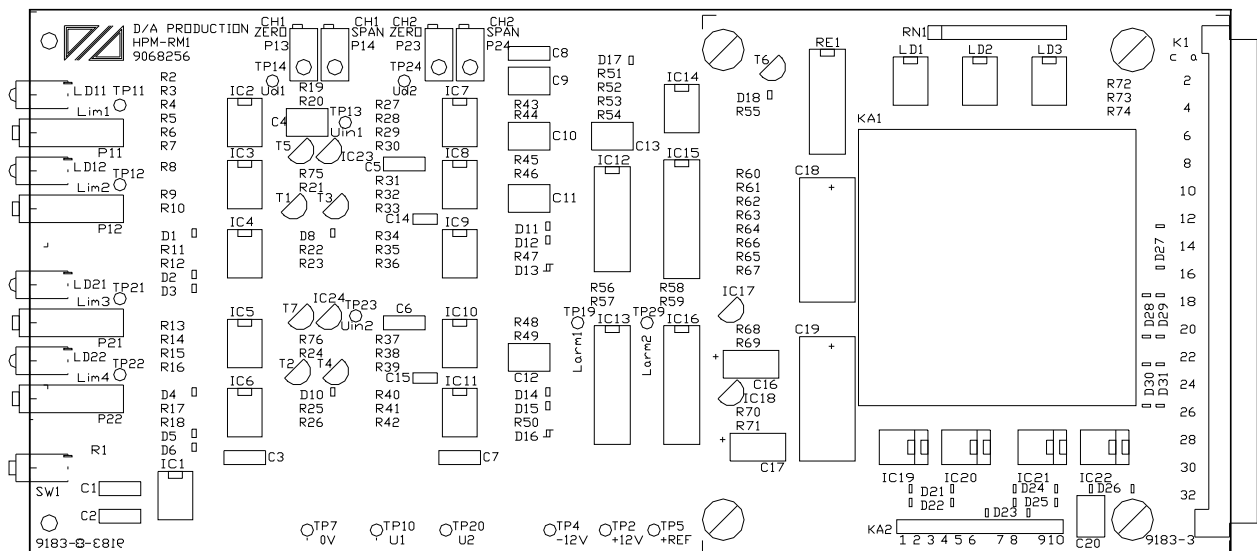 D/A PRODUCTION
HPM-RM1
9068256
CH1 CH1 CH2 CH2
ZERO SPAN ZERO SPAN
P13 P14 P23 P24
TP14 TP24
Ua1 Ua2
C8
C9
D17
R51
R52
R53
R54
IC14
T6
D18
R55
RE1
RN1
LD1 LD2 LD3
K1
c a
R72
R73
R74
2
4
6
8
10
12
14
16
18
20
22
24
26
28
30
32
LD11 TP11
Lim1
P11
LD12
TP12
Lim2
P12
LD21
TP21
Lim3
P21
LD22
TP22
Lim4
P22
R1
SW1
C1
C2
IC1
R2
R3
R4
R5
R6
R7
R8
R9
R10
D1
R11
R12
D2
D3
R13
R14
R15
R16
D4
R17
R18
D5
D6
IC2
IC3
IC4
IC5
IC6
C3
R19
R20
C4
TP13
Uin1
T5
IC23
R75
R21
T1 T3
D8
R22
R23
T7 IC24
TP23
Uin2
R76
R24
T2 T4
D10
R25
R26
R27
R28
R29
R30
C5
R31
R32
R33
C14
R34
R35
R36
C6
R37
R38
R39
C15
R40
R41
R42
IC7
IC8
IC9
IC10
IC11
C7
R43
R44
C10
R45
R46
C11
D11
D12
R47
D13
R48
R49
C12
D14
D15
R50
D16
C13
IC12
IC15
R56
R57
R58
R59
TP19
IC13
TP29
IC16
Larm1
Larm2
R60
R61
R62
R63
R64
R66
R65
R67
IC17
R68
R69
+
C16
IC18
R70
R71
+
C17
C18
+
C19
+
KA1
D27
D28
D29
D30
D31
IC19 IC20 IC21 IC22
D21
D22
D24
D25
D26
D23
KA2
1 2 3 4 5 6 7 8 9 10
C20
9183-3
TP7
0V
TP10
U1
TP20
U2
TP4
-12V
TP2
+12V
TP5
+REF